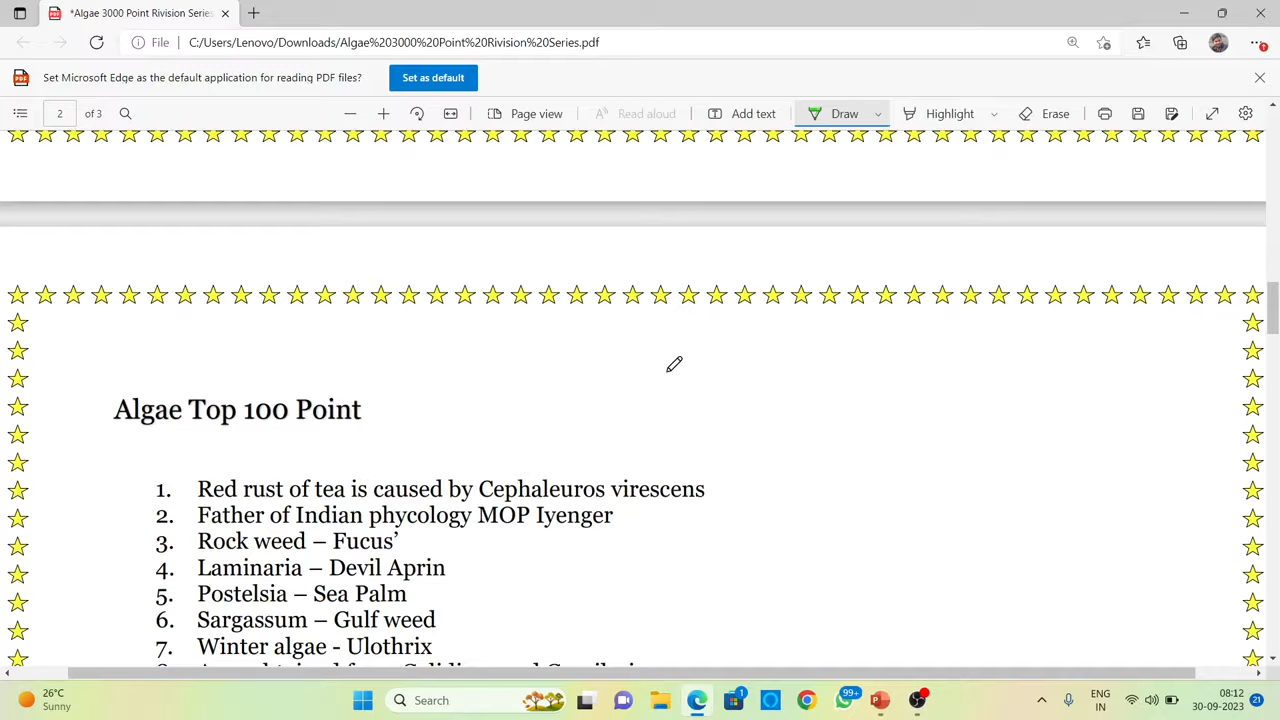 *Algae 3000 Point Rivision Series
File
C:/Users/Lenovo/Downloads/Algae%203000%20Point%20Rivision%20Series.pdf
Set Microsoft Edge as the default application for reading PDF files?
Set as default
2 of 3
Page view
Read aloud
Add text
Draw
Highlight
Erase
Algae Top 100 Point
1. Red rust of tea is caused by Cephaleuros virescens
2. Father of Indian phycology MOP Iyenger
3. Rock weed – Fucus’
4. Laminaria – Devil Aprin
5. Postelsia – Sea Palm
6. Sargassum – Gulf weed
7. Winter algae - Ulothrix
26°C
Sunny
Search
99+
1
ENG
IN
08:12
30-09-2023
21